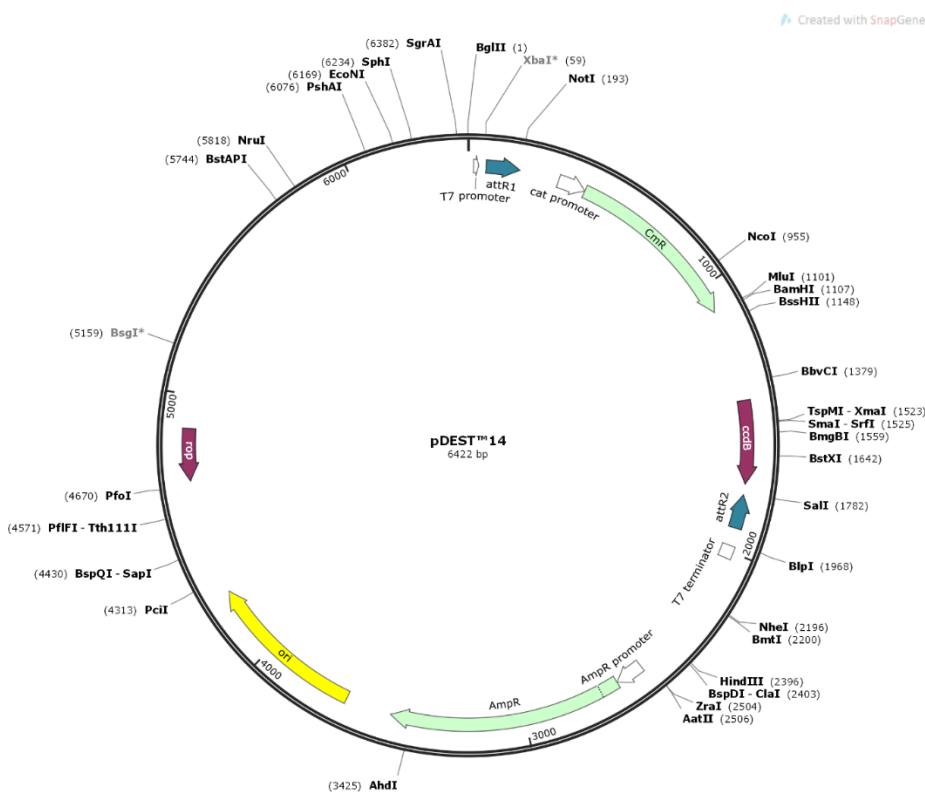 Created with SnapGene
(6382) SgrAI
BglII (1)
(6234) SphI
XbaI* (59)
(6169) EcoNI
NotI (193)
(6076) PshAI
(5818) NruI
(5744) BstAPI
6000
attR1
T7 promoter
cat promoter
CmR
NcoI (955)
1000
MluI (1101)
BamHI (1107)
BssHII (1148)
(5159) BsgI*
BbvCI (1379)
5000
TspMI - XmaI (1523)
SmaI - SrfI (1525)
BmgBI (1559)
ccdB
rop
pDEST™14
6422 bp
BstXI (1642)
(4670) PfoI
SalI (1782)
attR2
(4571) PflFI - Tth111I
2000
T7 terminator
BlpI (1968)
(4430) BspQI - SapI
(4313) PciI
NheI (2196)
BmtI (2200)
ori
4000
AmpR promoter
HindIII (2396)
BspDI - ClaI (2403)
ZraI (2504)
AatII (2506)
AmpR
3000
(3425) AhdI